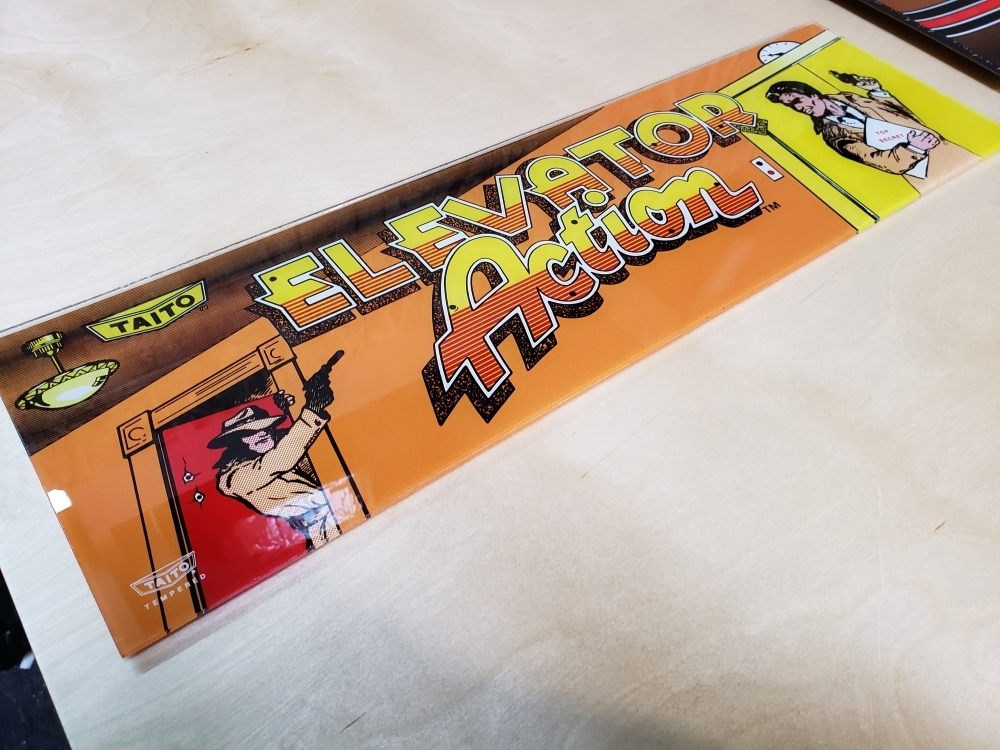 TAITO
ELEVATOR
Action
TM
TOP
SECRET
TAITO
TEMPERED